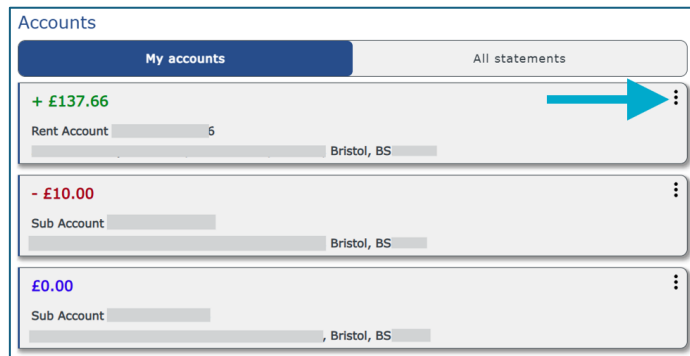 Accounts
My accounts
All statements
+ £137.66
Rent Account 6
Bristol, BS
- £10.00
Sub Account
Bristol, BS
£0.00
Sub Account
, Bristol, BS